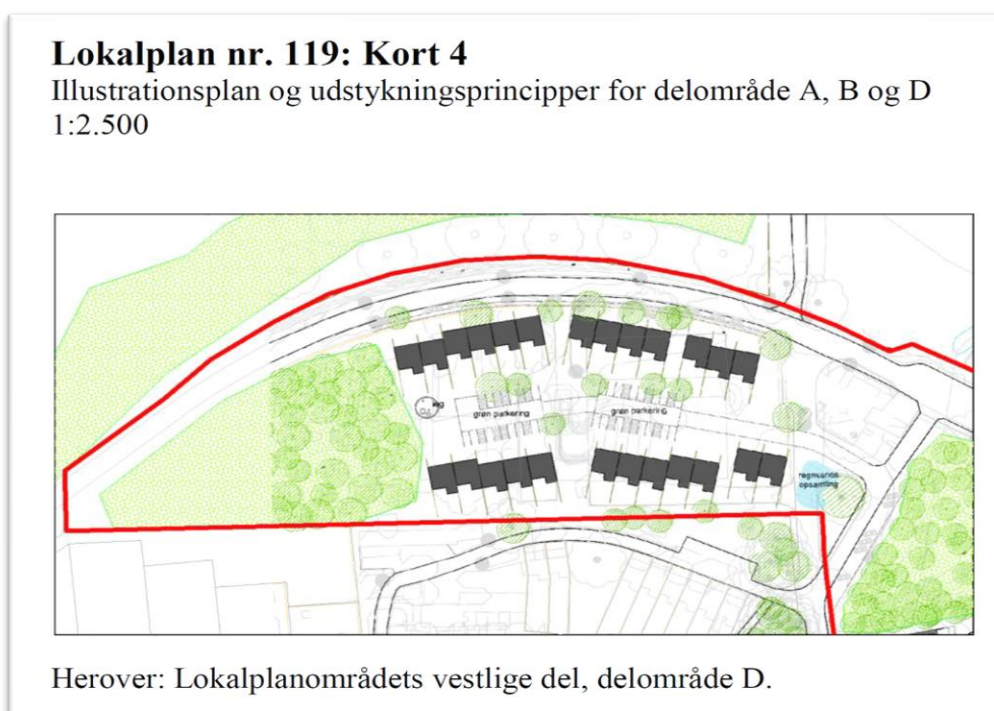 Lokalplan nr. 119: Kort 4
Illustrationsplan og udstykningsprincipper for delområde A, B og D
1:2.500
grøn parkering
grøn parkering
regnvands
opsamling
Herover: Lokalplanområdets vestlige del, delområde D.